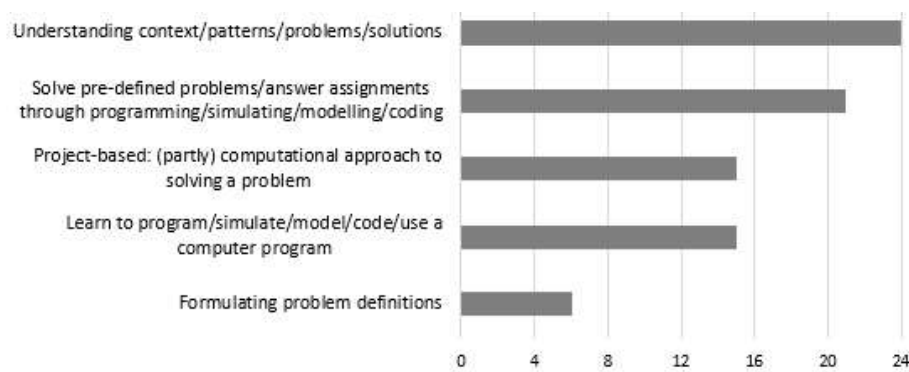 Understanding context/patterns/problems/solutions
Solve pre-defined problems/answer assignments
through programming/simulating/modelling/coding
Project-based: (partly) computational approach to
solving a problem
Learn to program/simulate/model/code/use a
computer program
Formulating problem definitions
0 4 8 12 16 20 24